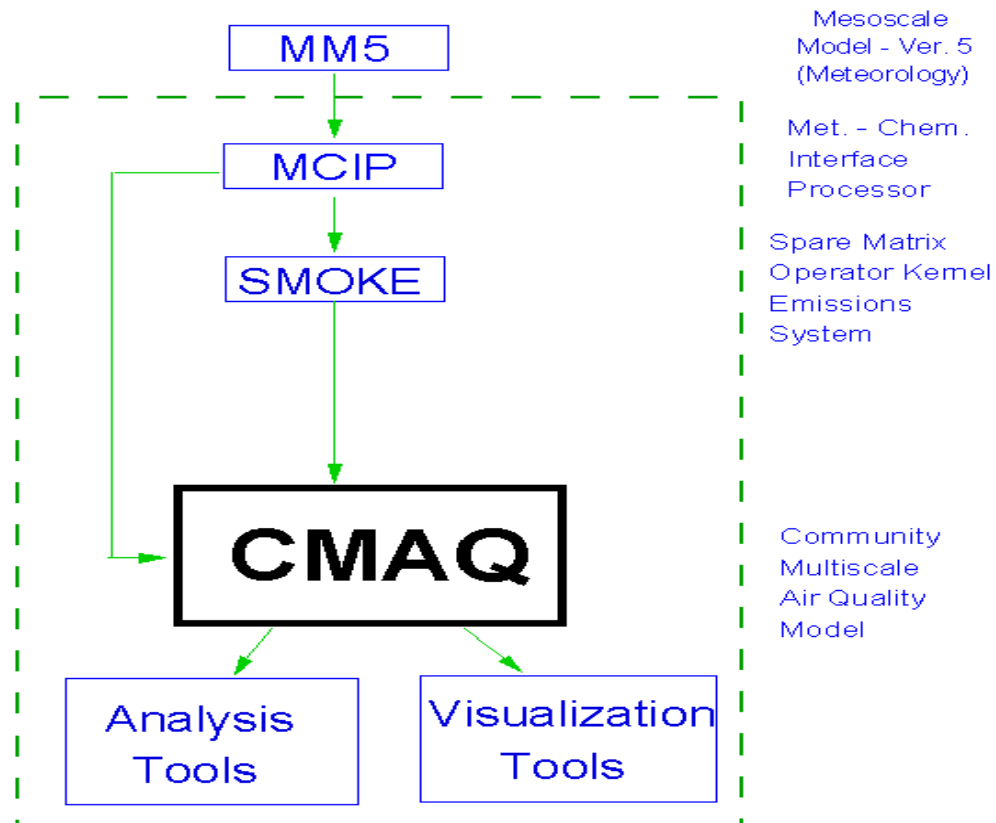 MM5
Mesoscale
Model - Ver. 5
(Meteorology)
MCIP
Met. - Chem.
Interface
Processor
SMOKE
Spare Matrix
Operator Kernel
Emissions
System
CMAQ
Community
Multiscale
Air Quality
Model
Analysis
Tools
Visualization
Tools